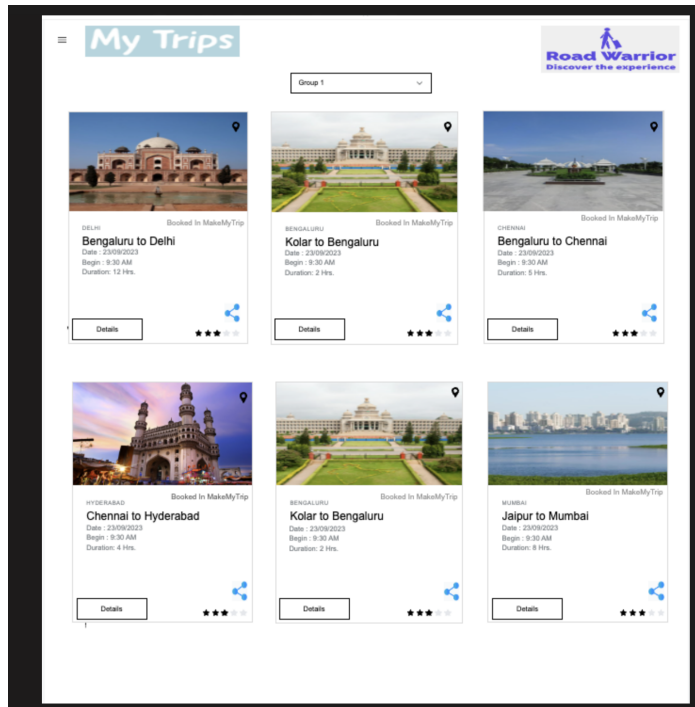 My Trips
Road Warrior
Discover the experience
Group 1
Booked In MakeMyTrip
DELHI
Bengaluru to Delhi
Date : 23/09/2023
Begin : 9:30 AM
Duration: 12 Hrs.
Details
Booked In MakeMyTrip
BENGALURU
Kolar to Bengaluru
Date : 23/09/2023
Begin : 9:30 AM
Duration: 2 Hrs.
Details
Booked In MakeMyTrip
CHENNAI
Bengaluru to Chennai
Date : 23/09/2023
Begin : 9:30 AM
Duration: 5 Hrs.
Details
Booked In MakeMyTrip
HYDERABAD
Chennai to Hyderabad
Date : 23/09/2023
Begin : 9:30 AM
Duration: 4 Hrs.
Details
!
Booked In MakeMyTrip
BENGALURU
Kolar to Bengaluru
Date : 23/09/2023
Begin : 9:30 AM
Duration: 2 Hrs.
Details
Booked In MakeMyTrip
MUMBAI
Jaipur to Mumbai
Date : 23/09/2023
Begin : 9:30 AM
Duration: 8 Hrs.
Details